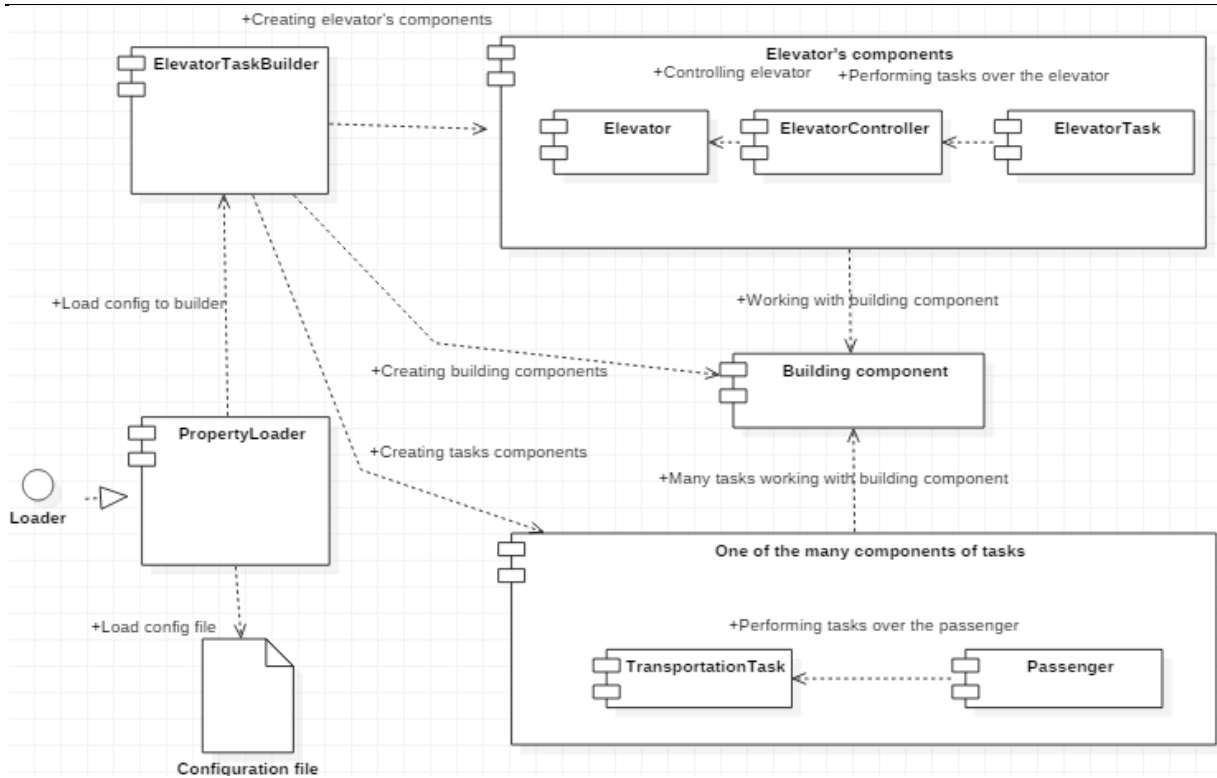 +Creating elevator's components
ElevatorTaskBuilder
Elevator's components
+Controlling elevator
+Performing tasks over the elevator
Elevator
ElevatorController
ElevatorTask
+Load config to builder
+Working with building component
+Creating building components
Building component
PropertyLoader
+Creating tasks components
+Many tasks working with building component
Loader
One of the many components of tasks
+Load config file
+Performing tasks over the passenger
TransportationTask
Passenger
Configuration file